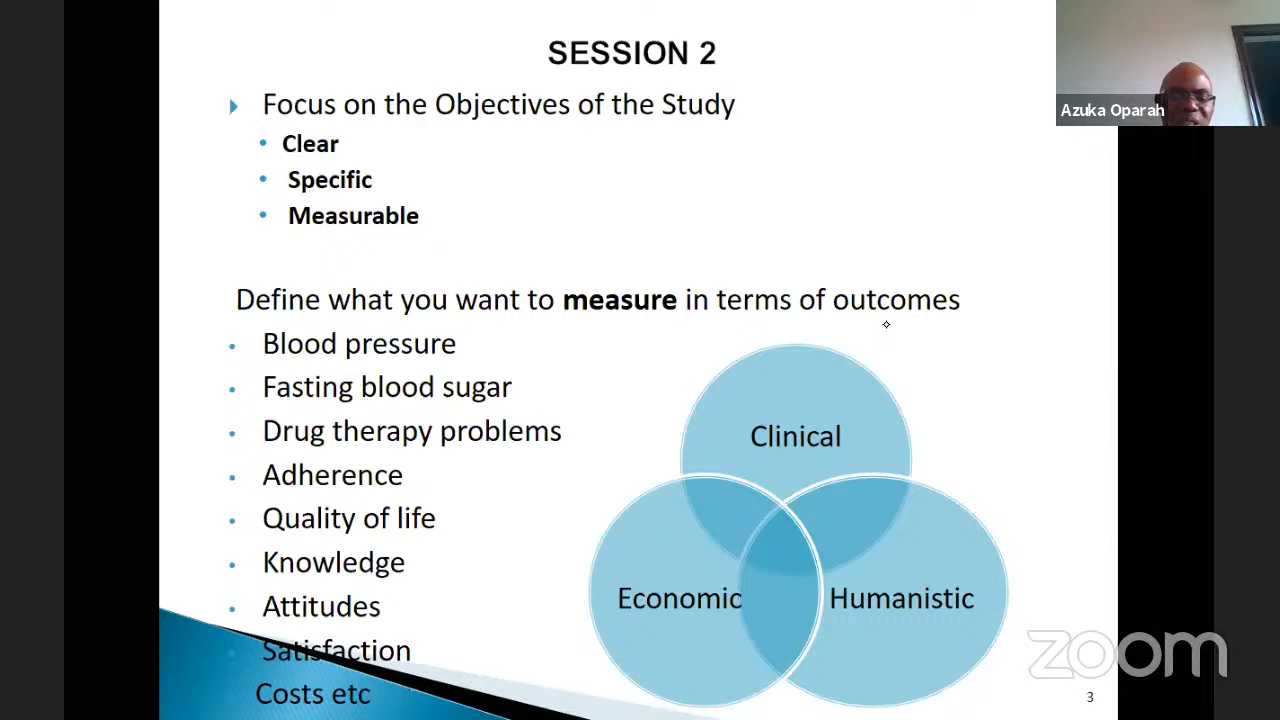 SESSION 2
Focus on the Objectives of the Study
Clear
Specific
Measurable
Define what you want to measure in terms of outcomes
Blood pressure
Fasting blood sugar
Drug therapy problems
Adherence
Quality of life
Knowledge
Attitudes
Satisfaction
Costs etc
Clinical
Economic
Humanistic
3
Azuka Oparah
zoom